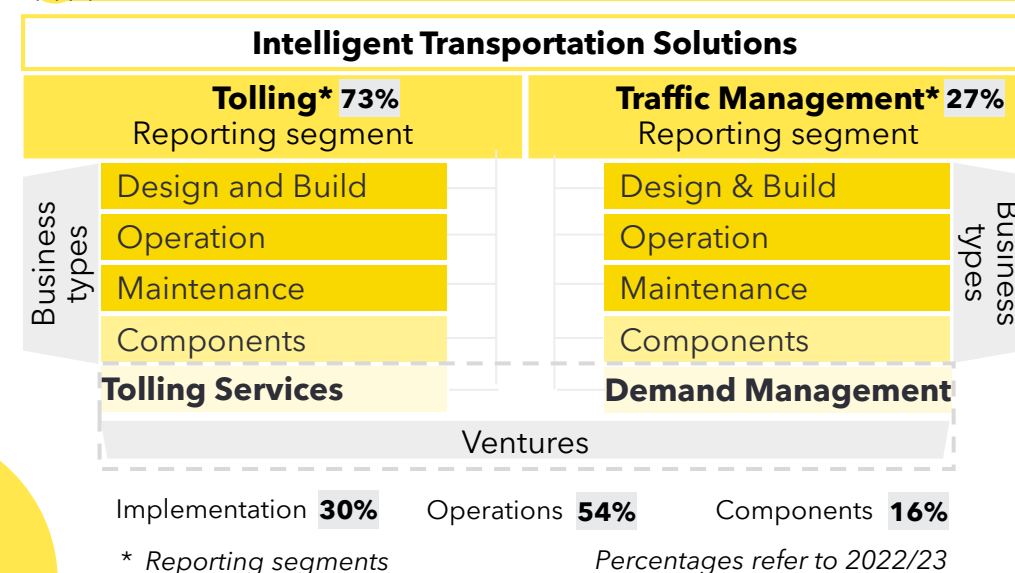 Intelligent Transportation Solutions
Tolling* 73%
Reporting segment
Traffic Management* 27%
Reporting segment
Business
types
Design and Build
Operation
Maintenance
Components
Tolling Services
Design & Build
Operation
Maintenance
Components
Demand Management
Business
types
Ventures
Implementation 30%
Operations 54%
Components 16%
* Reporting segments
Percentages refer to 2022/23